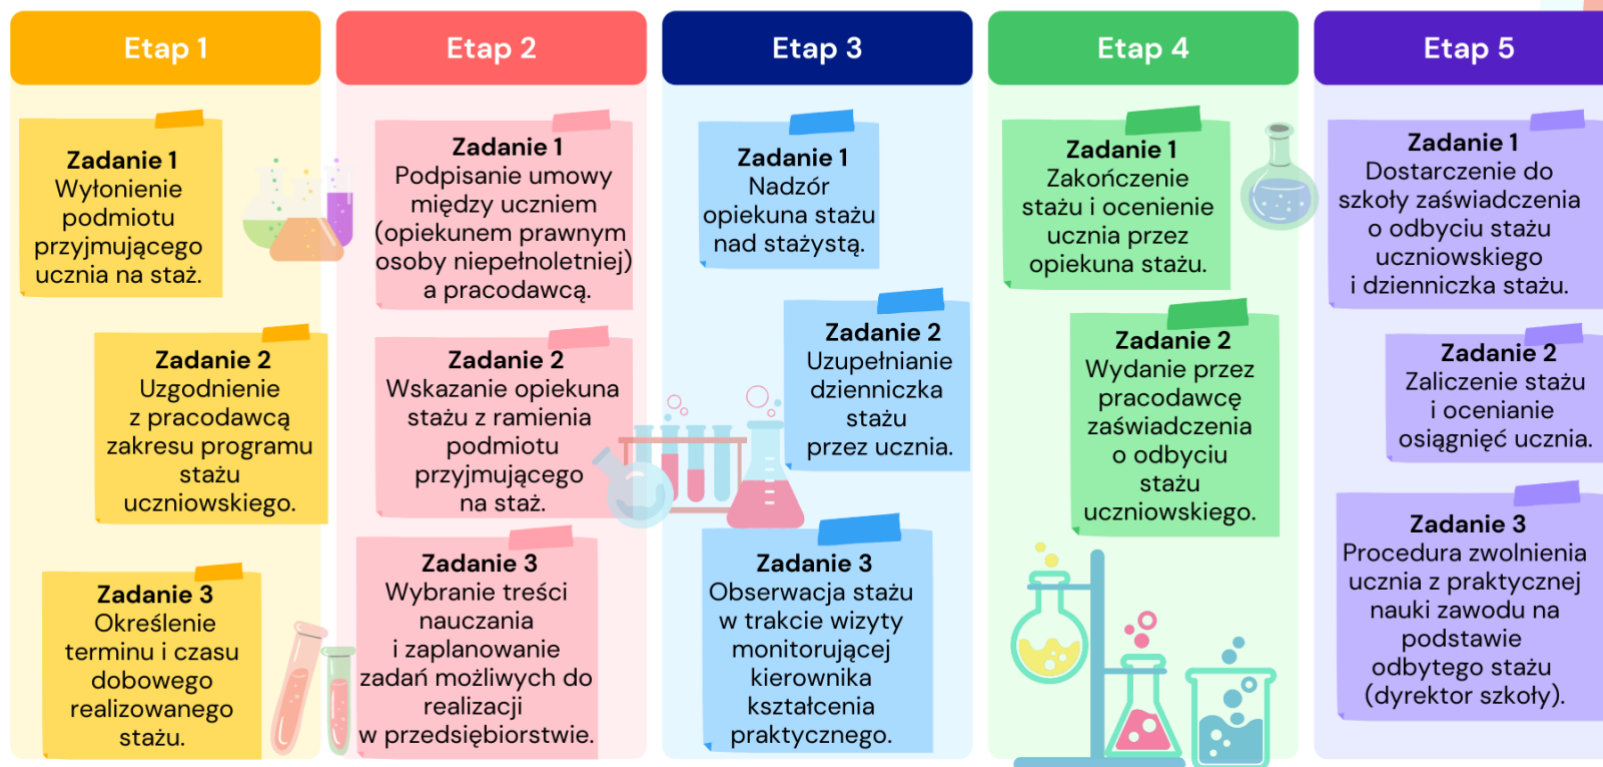 Etap 1
Zadanie 1
Wyłonienie
podmiotu
przyjmującego
ucznia na staż.
Zadanie 2
Uzgodnienie
z pracodawcą
zakresu programu
stażu
uczniowskiego.
Zadanie 3
Określenie
terminu i czasu
dobowego
realizowanego
stażu.
Etap 2
Zadanie 1
Podpisanie umowy
między uczniem
(opiekunem prawnym
osoby niepełnoletniej)
a pracodawcą.
Zadanie 2
Wskazanie opiekuna
stażu z ramienia
podmiotu
przyjmującego
na staż.
Zadanie 3
Wybranie treści
nauczania
i zaplanowanie
zadań możliwych do
realizacji
w przedsiębiorstwie.
Etap 3
Zadanie 1
Nadzór
opiekuna stażu
nad stażystą.
Zadanie 2
Uzupełnianie
dzienniczka
stażu
przez ucznia.
Zadanie 3
Obserwacja stażu
w trakcie wizyty
monitorującej
kierownika
kształcenia
praktycznego.
Etap 4
Zadanie 1
Zakończenie
stażu i ocenienie
ucznia przez
opiekuna stażu.
Zadanie 2
Wydanie przez
pracodawcę
zaświadczenia
o odbyciu
stażu
uczniowskiego.
Etap 5
Zadanie 1
Dostarczenie do
szkoły zaświadczenia
o odbyciu stażu
uczniowskiego
i dzienniczka stażu.
Zadanie 2
Zaliczenie stażu
i ocenianie
osiągnięć ucznia.
Zadanie 3
Procedura zwolnienia
ucznia z praktycznej
nauki zawodu na
podstawie
odbytego stażu
(dyrektor szkoły).